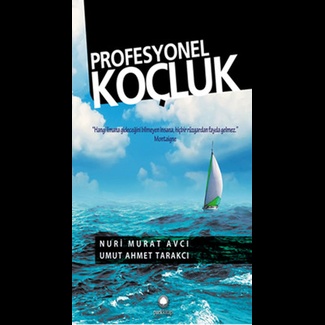 PROFESYONEL
KOÇLUK
"Hangi limana gideceğini bilmeyen insana, hiçbir rüzgardan fayda gelmez."
Montaigne
NURİ MURAT AVCI
UMUT AHMET TARAKCI